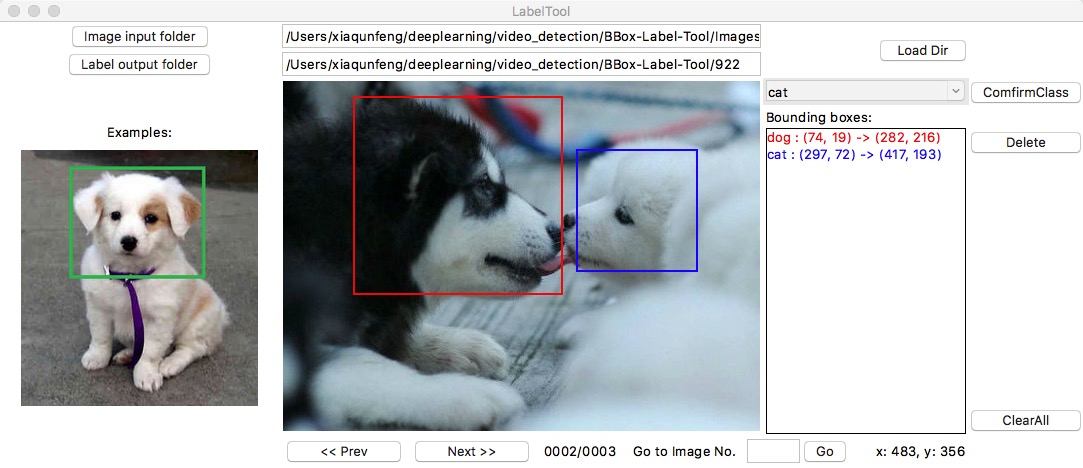 LabelTool
Image input folder
/Users/xiaqunfeng/deeplearning/video_detection/BBox-Label-Tool/Images
Load Dir
Label output folder
/Users/xiaqunfeng/deeplearning/video_detection/BBox-Label-Tool/922
cat
ComfirmClass
Examples:
Bounding boxes:
dog : (74, 19) -> (282, 216)
cat : (297, 72) -> (417, 193)
Delete
ClearAll
<< Prev
Next >>
0002/0003
Go to Image No.
Go
x: 483, y: 356